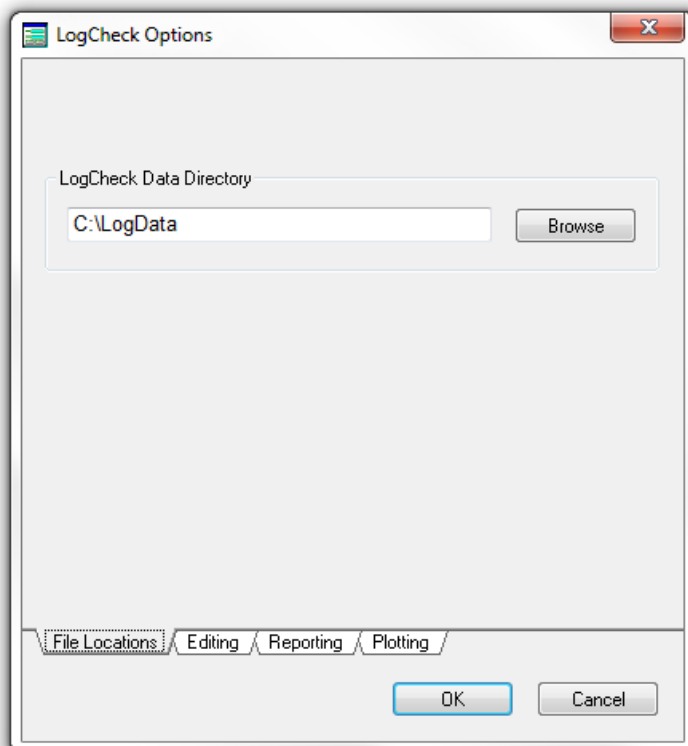 LogCheck Options
LogCheck Data Directory
C:\LogData
Browse
File Locations
Editing
Reporting
Plotting
OK
Cancel